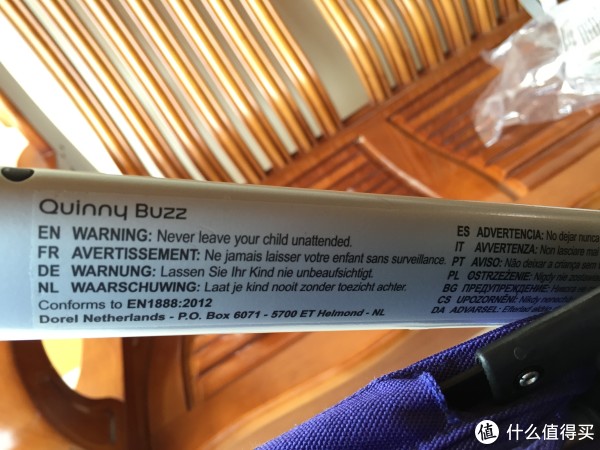 Quinny Buzz
EN WARNING: Never leave your child unattended.
FR AVERTISSEMENT: Ne jamais laisser votre enfant sans surveillance.
DE WARNUNG: Lassen Sie Ihr Kind nie unbeaufsichtigt.
NL WAARSCHUWING: Laat je kind nooit zonder toezicht achter.
Conforms to EN1888:2012
Dorel Netherlands - P.O. Box 6071 - 5700 ET Helmond - NL
ES ADVERTENCIA: No dejar nunca
IT AVVERTENZA: Non lasciare mai
PT AVISO: Não deixar a criança sem
PL OSTRZEŻENIE: Nigdy nie
BG ПРЕДУПРЕЖДЕНИЕ:
CS UPOZORNĚNÍ:
DA ADVARSEL:
值 什么值得买